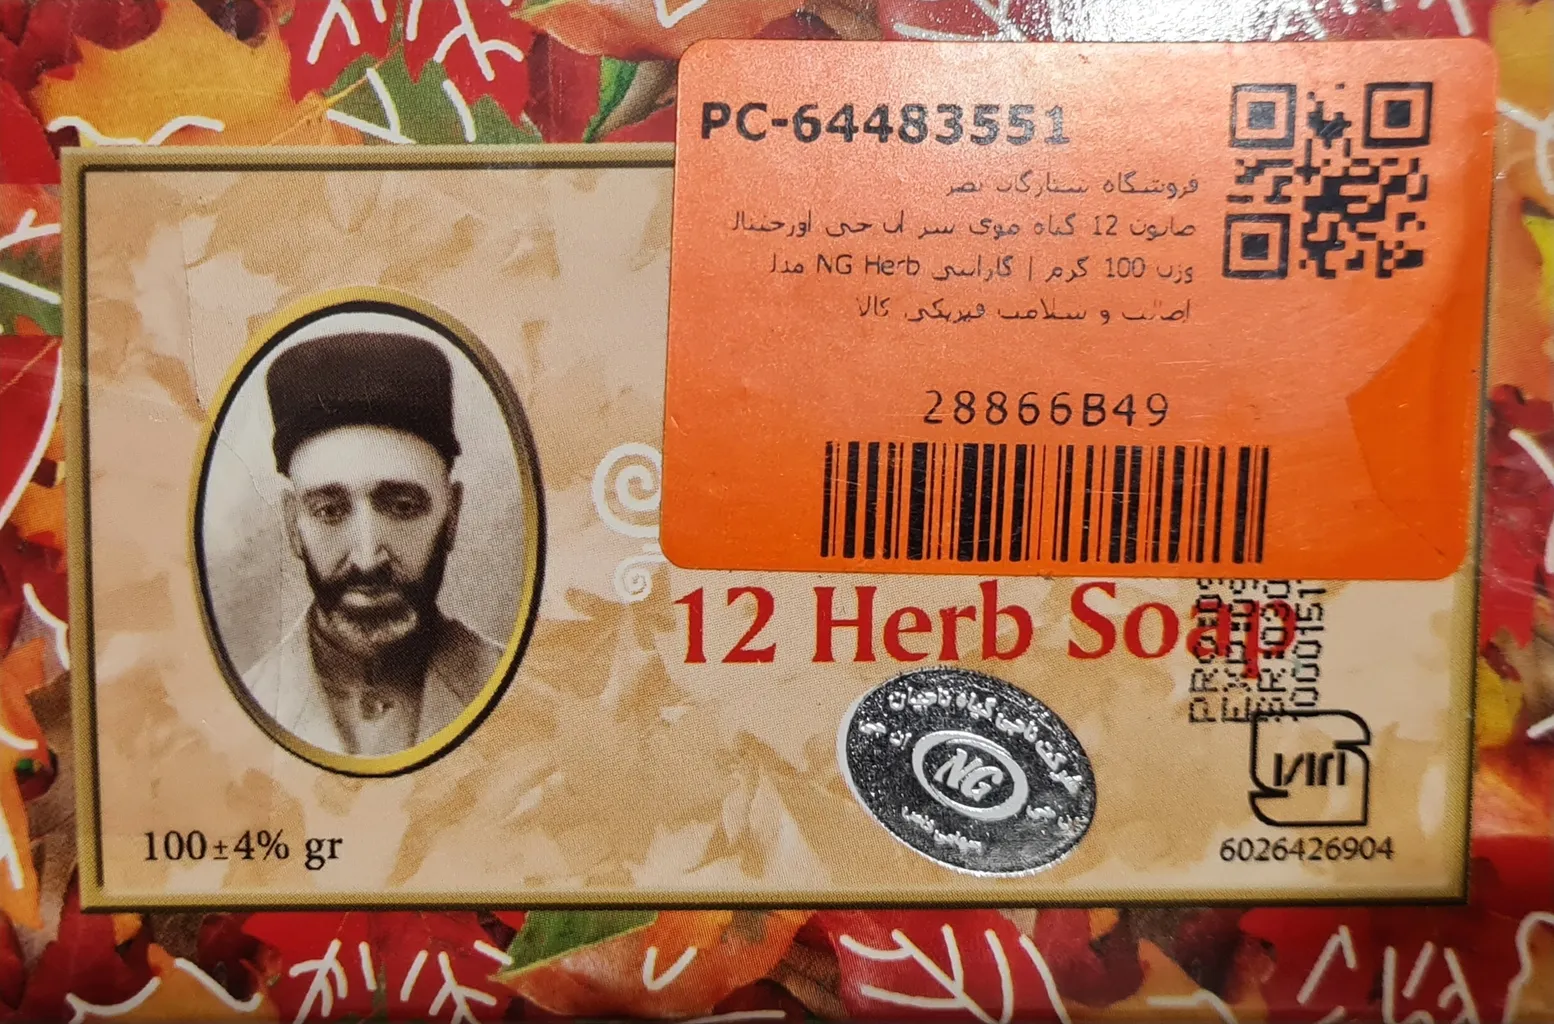 PC-64483551
فروشگاه ستارگان نصر
صابون 12 گیاه موی سر ان جی اورجینال
مدل NG Herb وزن 100 گرم | گارانتی
اصالت و سلامت فیزیکی کالا
28866B49
12 Herb Soap
NG
100±4% gr
6026426904